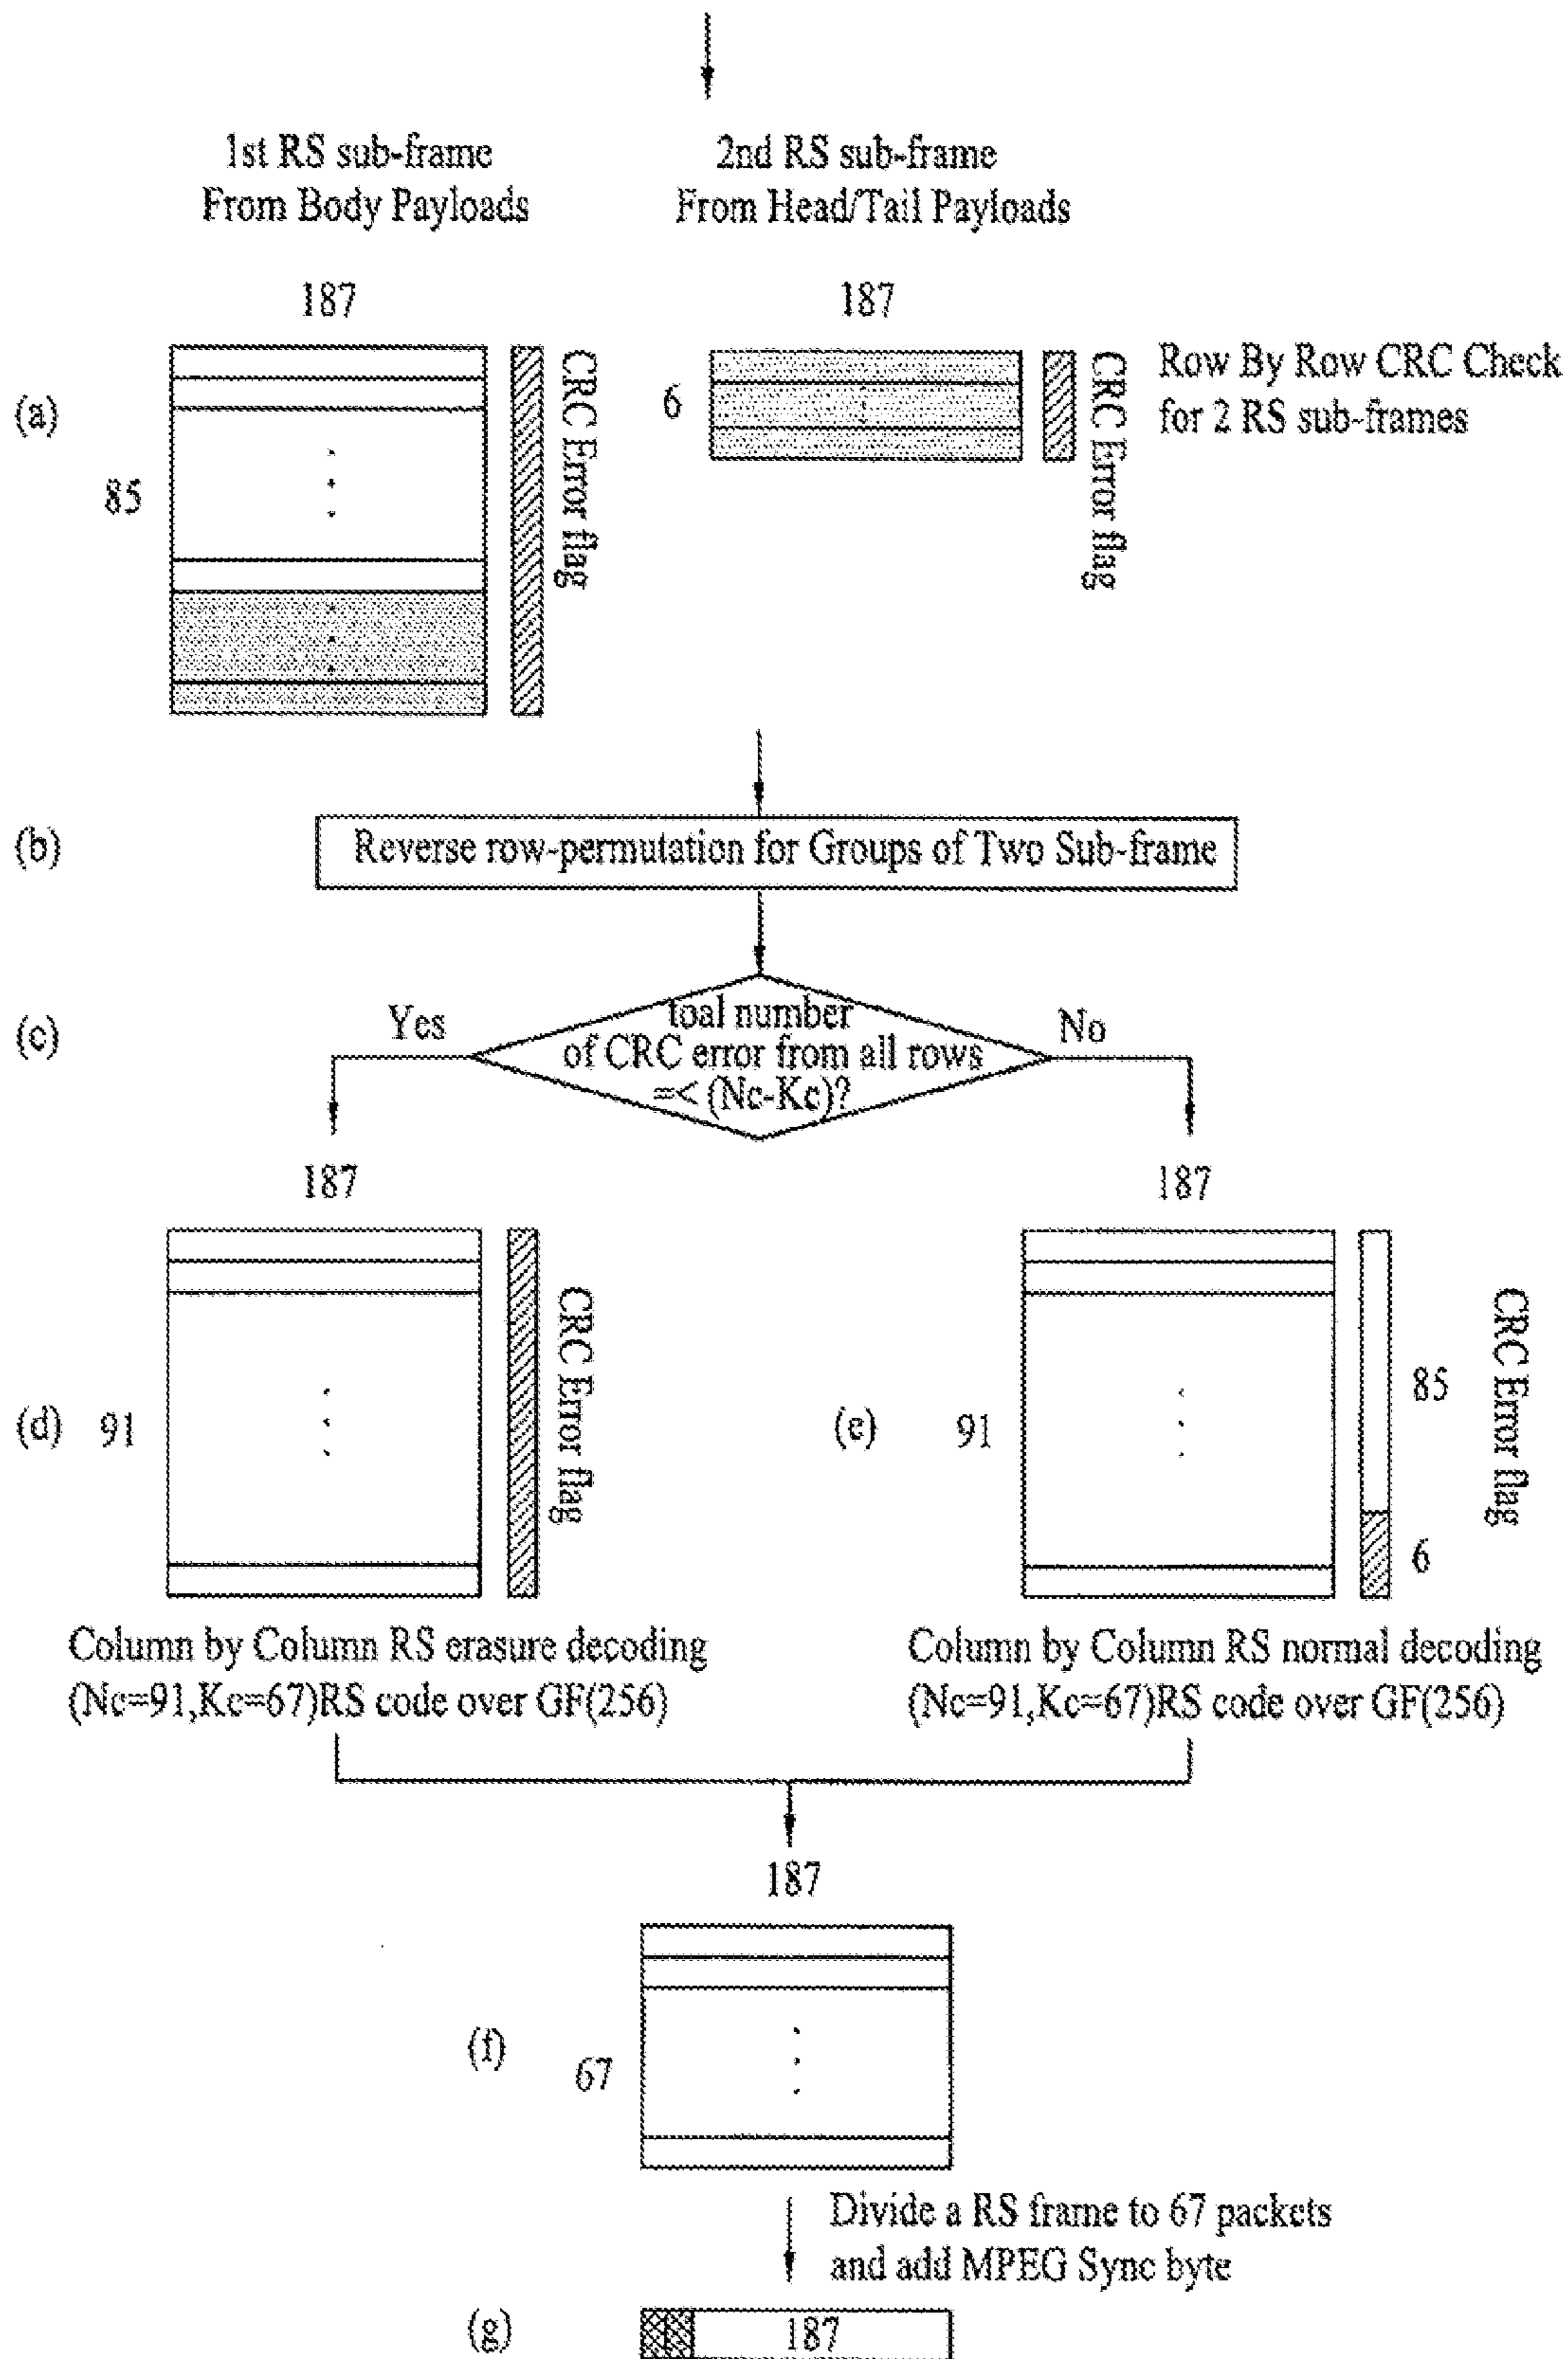 1st RS sub-frame
From Body Payloads
2nd RS sub-frame
From Head/Tail Payloads
187
187
(a)
85
CRC Error flag
6
CRC Error flag
Row By Row CRC Check
for 2 RS sub-frames
(b)
Reverse row-permutation for Groups of Two Sub-frame
(c)
Yes
toal number
of CRC error from all rows
=< (Nc-Kc)?
No
187
187
(d)
91
CRC Error flag
(e)
91
85
6
CRC Error flag
Column by Column RS erasure decoding
(Nc=91,Kc=67)RS code over GF(256)
Column by Column RS normal decoding
(Nc=91,Kc=67)RS code over GF(256)
187
(f)
67
Divide a RS frame to 67 packets
and add MPEG Sync byte
(g)
187